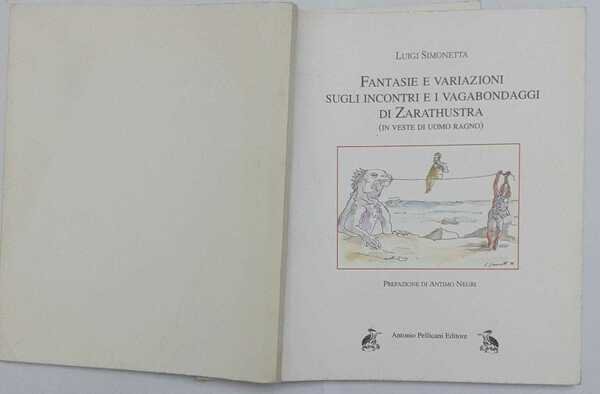 LUIGI SIMONETTA
FANTASIE E VARIAZIONI
SUGLI INCONTRI E I VAGABONDAGGI
DI ZARATHUSTRA
(IN VESTE DI UOMO RAGNO)
PREFAZIONE DI ANTIMO NEGRI
Antonio Pellicani Editore